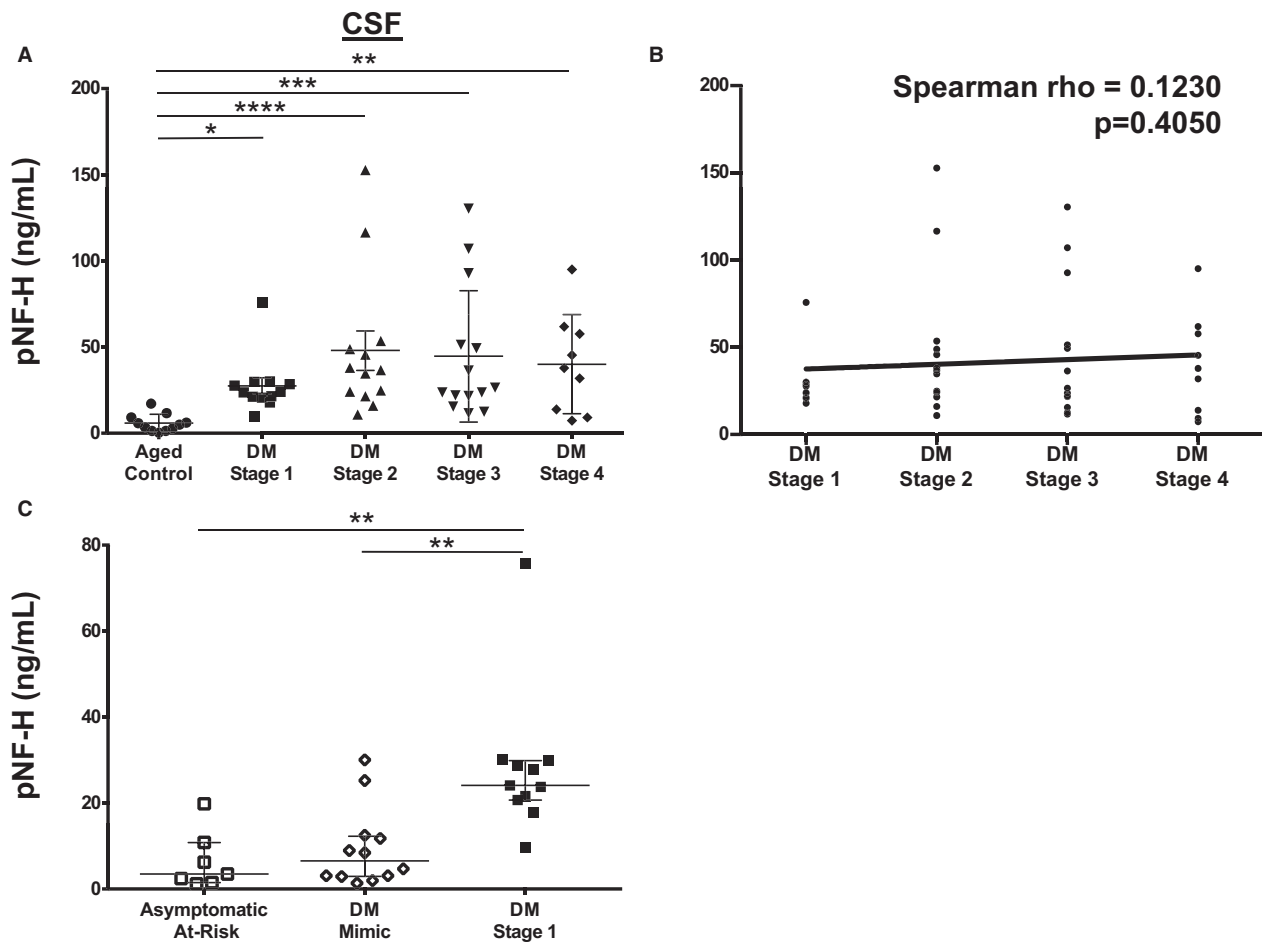 CSF
A
**
***
****
*
200
150
100
50
0
pNF-H (ng/mL)
Aged
Control
DM
Stage 1
DM
Stage 2
DM
Stage 3
DM
Stage 4
B
Spearman rho = 0.1230
p=0.4050
200
150
100
50
0
DM
Stage 1
DM
Stage 2
DM
Stage 3
DM
Stage 4
C
**
**
80
60
40
20
0
pNF-H (ng/mL)
Asymptomatic
At-Risk
DM
Mimic
DM
Stage 1